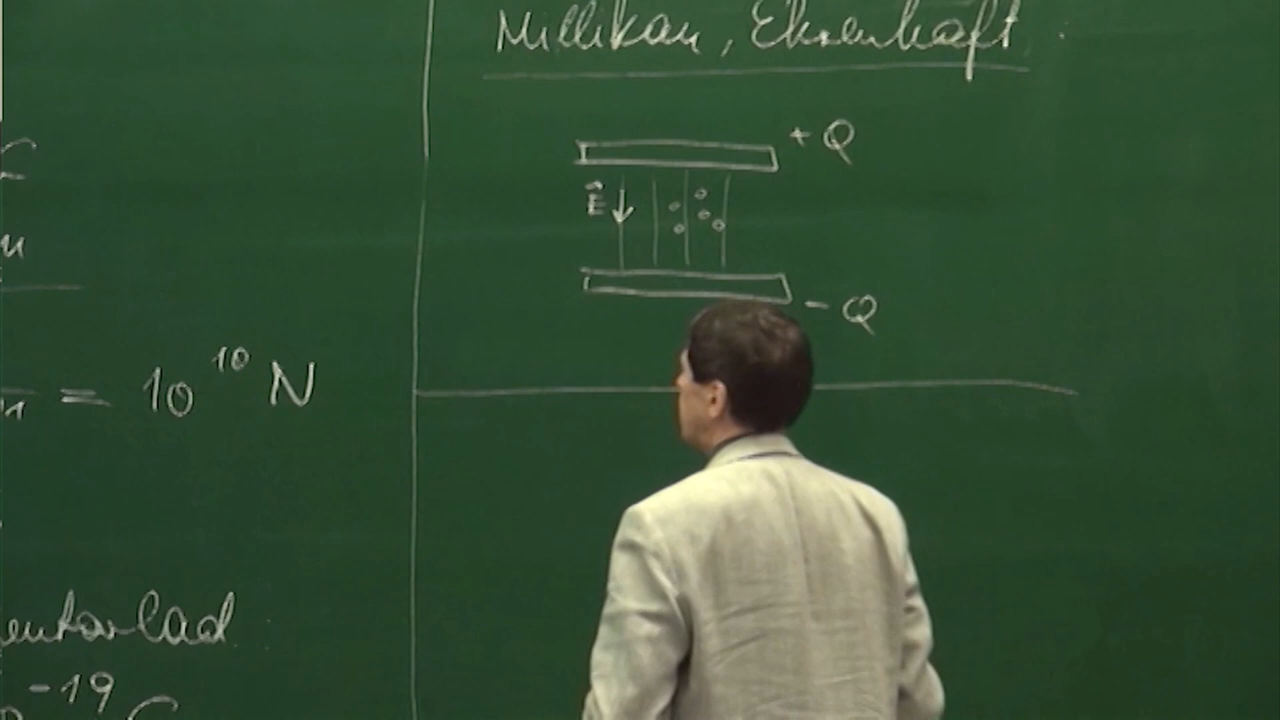 Millikan, Ehrenhaft
+ Q
E
- Q
= 10^10 N
-19
C